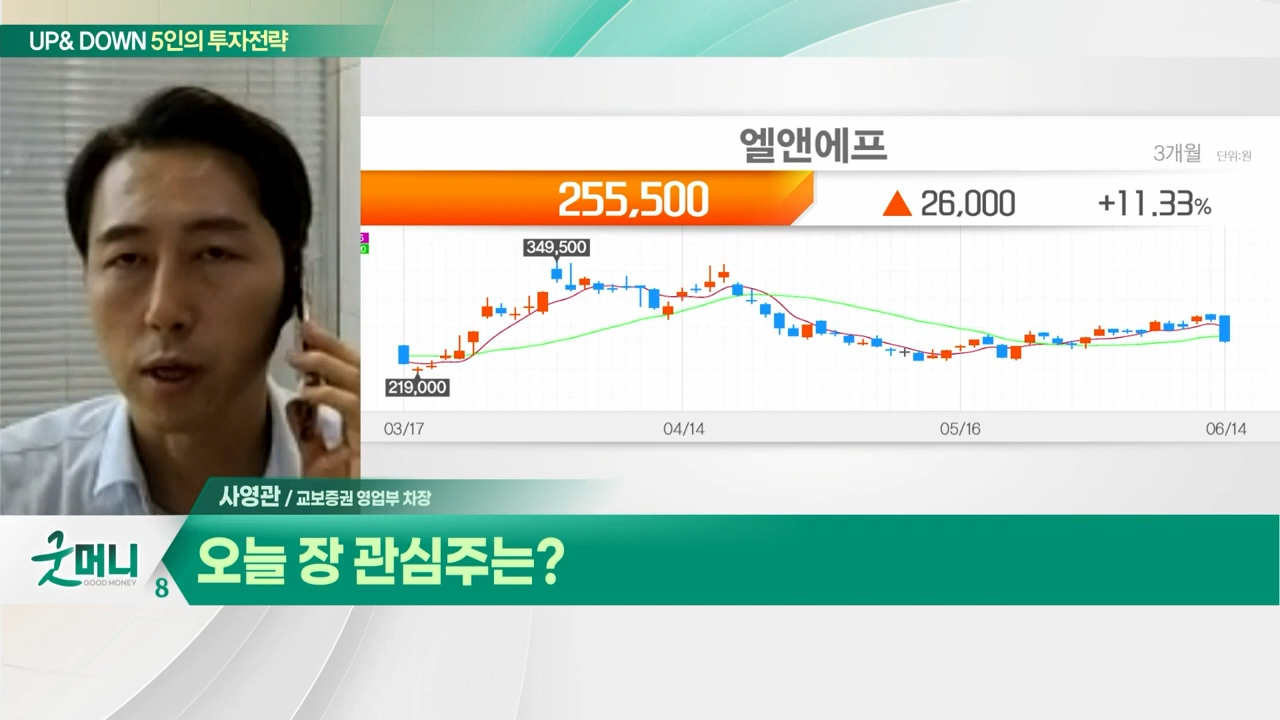 UP& DOWN 5인의 투자전략
엘앤에프
3개월 단위:원
255,500 ▲ 26,000 +11.33%
349,500
219,000
03/17 04/14 05/16 06/14
사영관 / 교보증권 영업부 차장
굿머니
GOOD MONEY
8
오늘 장 관심주는?